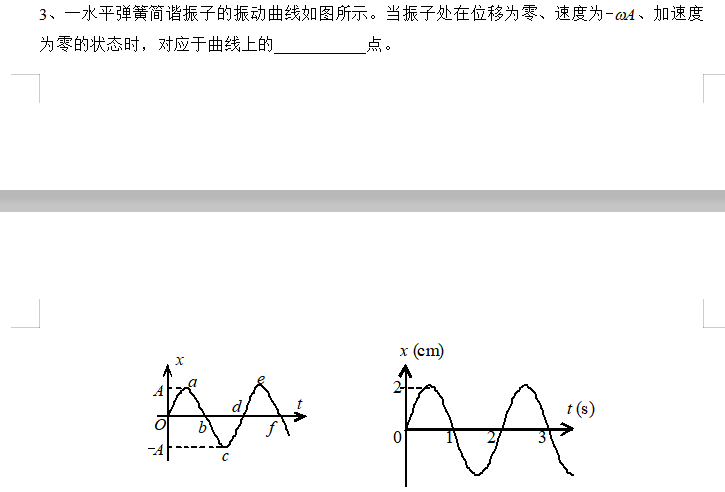 3、一水平弹簧简谐振子的振动曲线如图所示。当振子处在位移为零、速度为-ωA、加速度
为零的状态时，对应于曲线上的__________点。
x
A
a
e
O
b
d
f
t
-A
c
x (cm)
2
t (s)
0
1
2
3